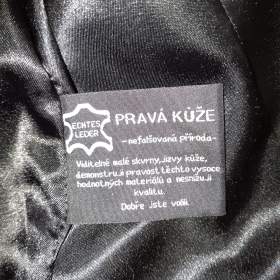 ECHTES
LEDER
PRAVÁ KŮŽE
-nefalšovaná příroda-
Viditelné malé skvrny, jizvy kůže,
demonstrují pravost těchto vysoce
hodnotných materiálů a nesnižují
kvalitu.
Dobře jste volili.